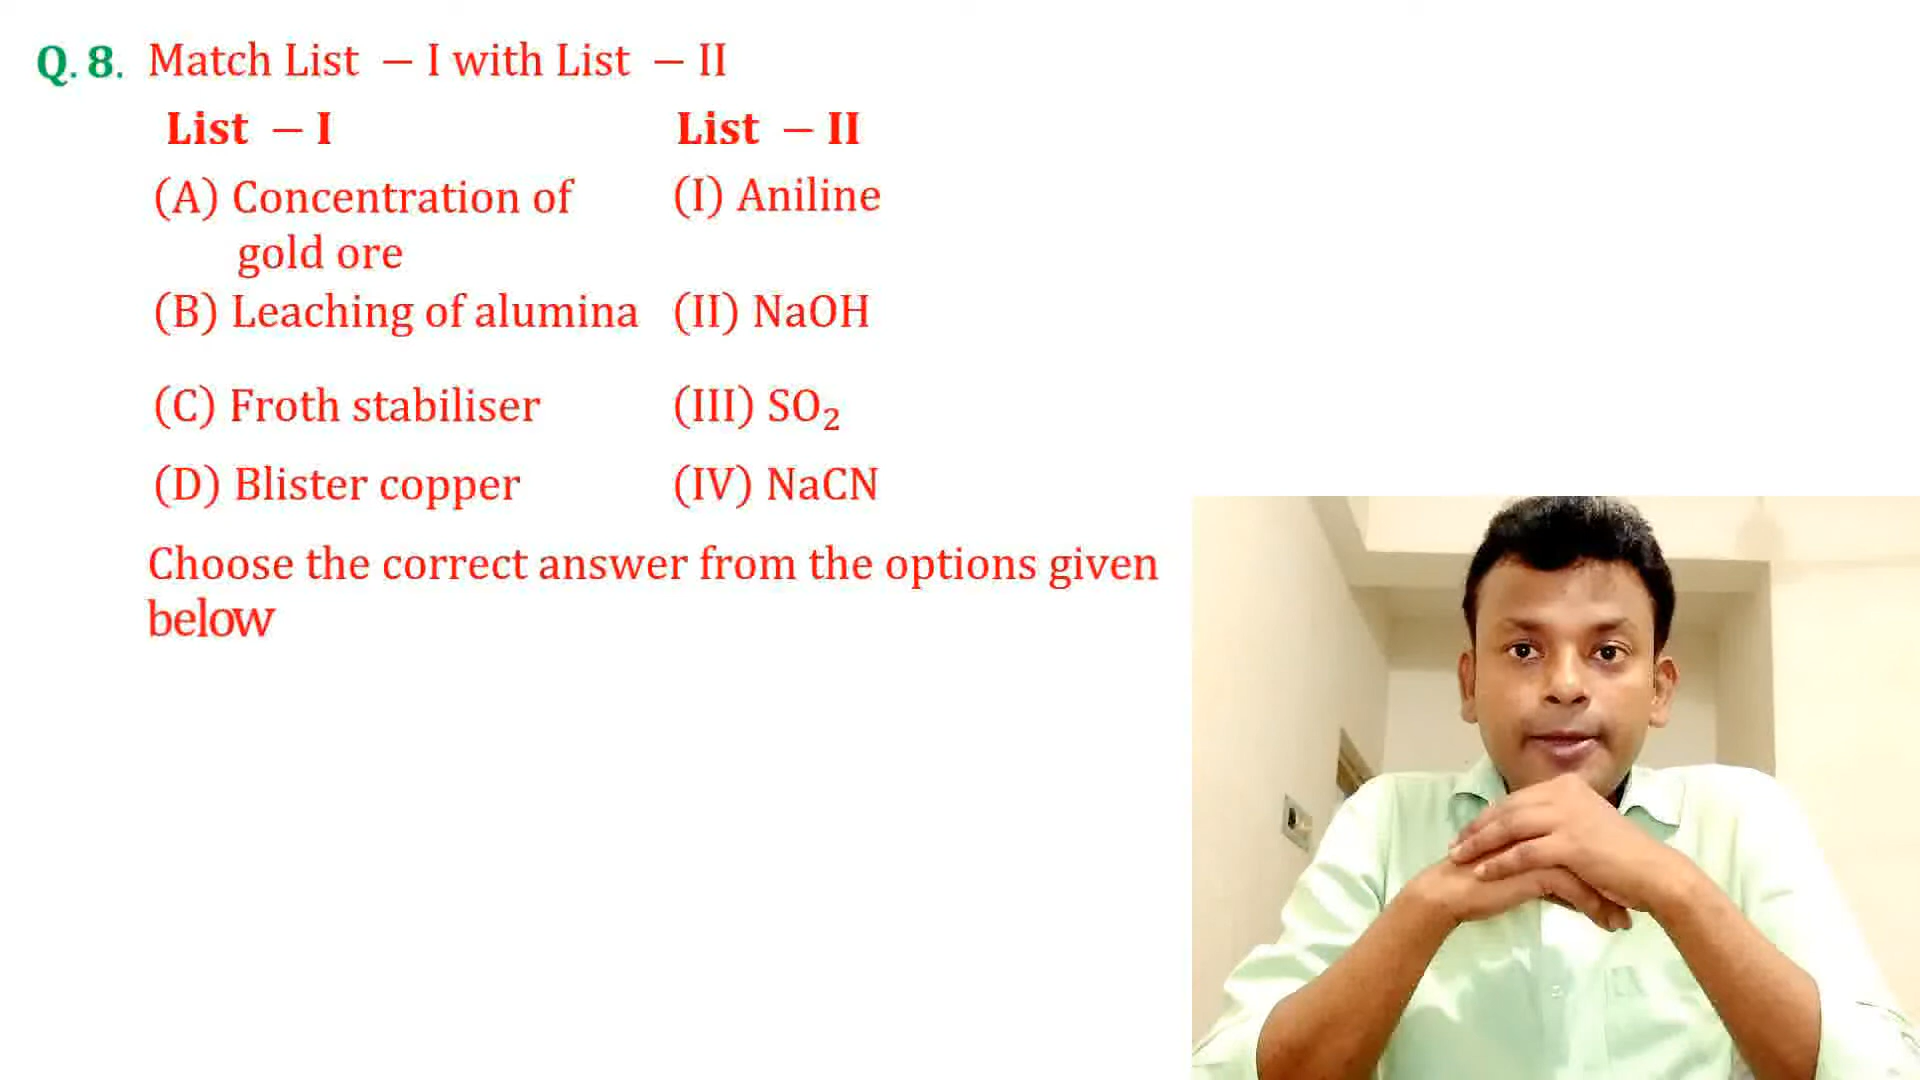 Q. 8. Match List – I with List – II
List – I List – II
(A) Concentration of (I) Aniline
gold ore
(B) Leaching of alumina (II) NaOH
(C) Froth stabiliser (III) SO₂
(D) Blister copper (IV) NaCN
Choose the correct answer from the options given
below